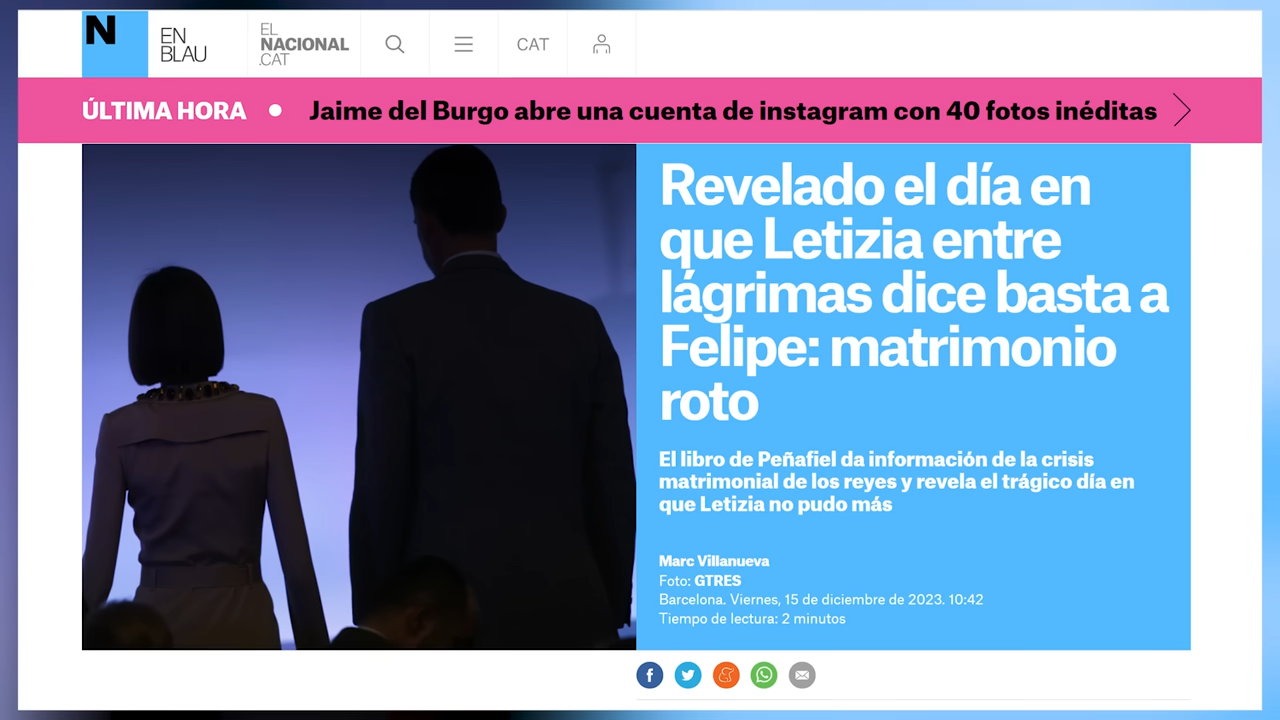 N
EN
BLAU
EL
NACIONAL
.CAT
CAT
ÚLTIMA HORA • Jaime del Burgo abre una cuenta de instagram con 40 fotos inéditas
Revelado el día en
que Letizia entre
lágrimas dice basta a
Felipe: matrimonio
roto
El libro de Peñafiel da información de la crisis
matrimonial de los reyes y revela el trágico día en
que Letizia no pudo más
Marc Villanueva
Foto: GTRES
Barcelona. Viernes, 15 de diciembre de 2023. 10:42
Tiempo de lectura: 2 minutos